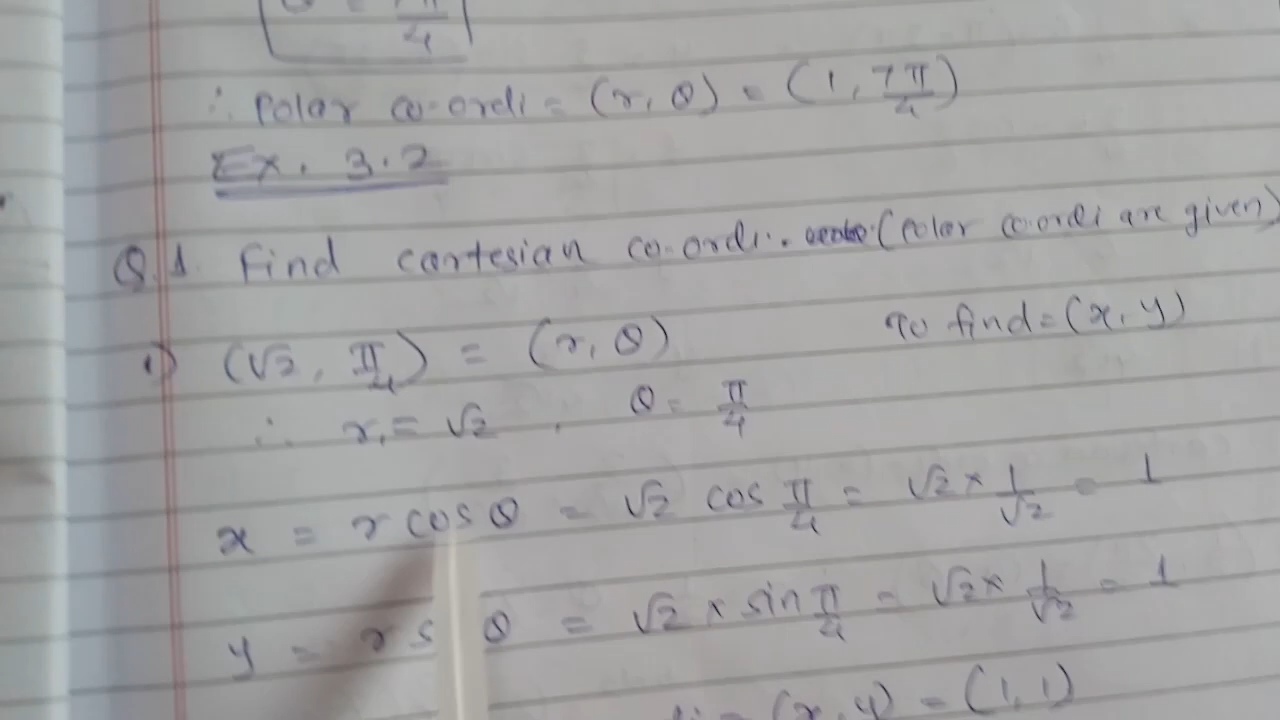 π/4
∴ Polar co-ordi = (r, θ) = (1, 7π/4)
Ex. 3.2
Q.1. Find cartesian co-ordi. (Polar co-ordi are given)
1) (√2, π/4) = (r, θ) To find = (x, y)
∴ r = √2 , θ = π/4
x = r cos θ = √2 cos π/4 = √2 × 1/√2 = 1
y = r s θ = √2 × sin π/4 = √2 × 1/√2 = 1
= (x, y) = (1, 1)